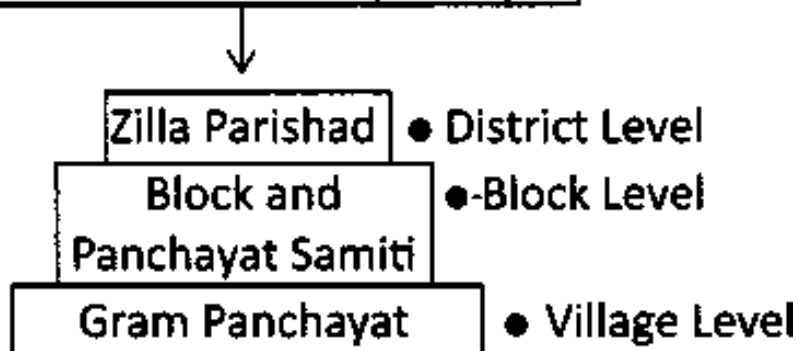 Zilla Parishad ● District Level
Block and ●-Block Level
Panchayat Samiti
Gram Panchayat ● Village Level